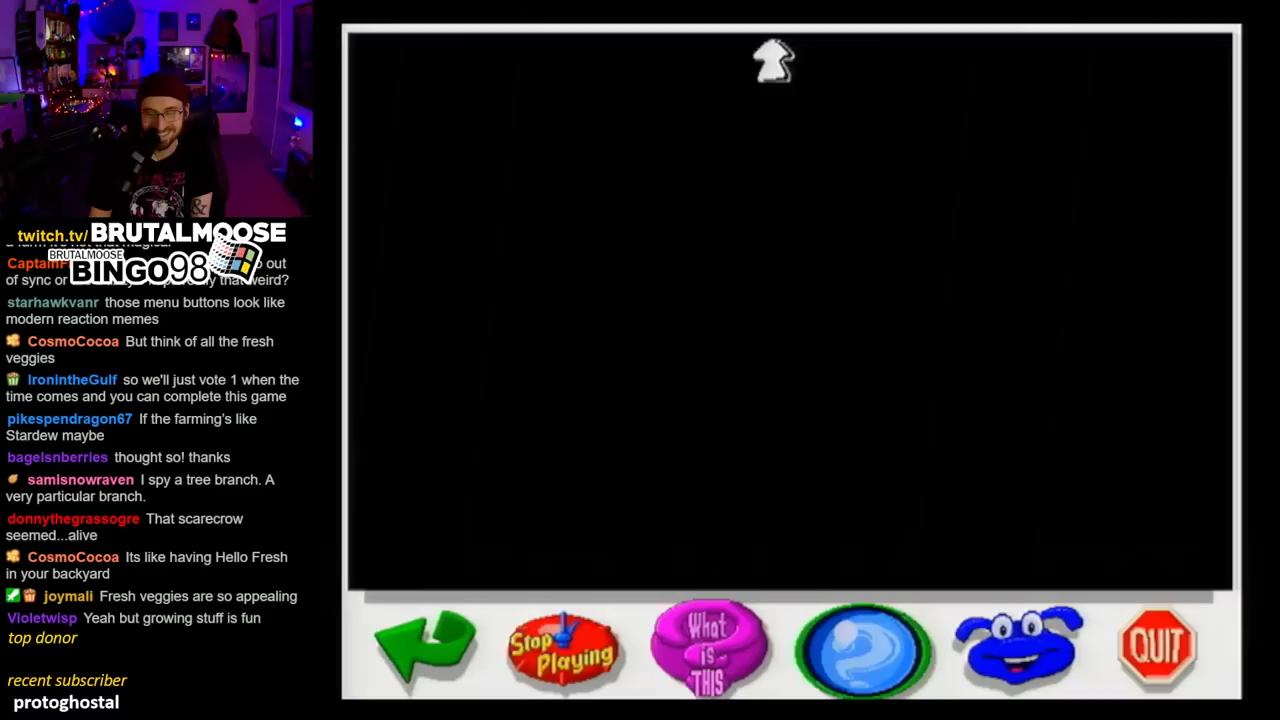 twitch.tv/BRUTALMOOSE
BRUTALMOOSE
BINGO98
out
of sync or that weird?
starhawkvanr those menu buttons look like
modern reaction memes
CosmoCocoa But think of all the fresh
veggies
IronintheGulf so we'll just vote 1 when the
time comes and you can complete this game
pikespendragon67 If the farming's like
Stardew maybe
bagelsnberries thought so! thanks
samisnowraven I spy a tree branch. A
very particular branch.
donnythegrassogre That scarecrow
seemed...alive
CosmoCocoa Its like having Hello Fresh
in your backyard
joymali Fresh veggies are so appealing
Violetwisp Yeah but growing stuff is fun
top donor
recent subscriber
protoghostal
Stop
Playing
What
is
THIS
?
QUIT
&